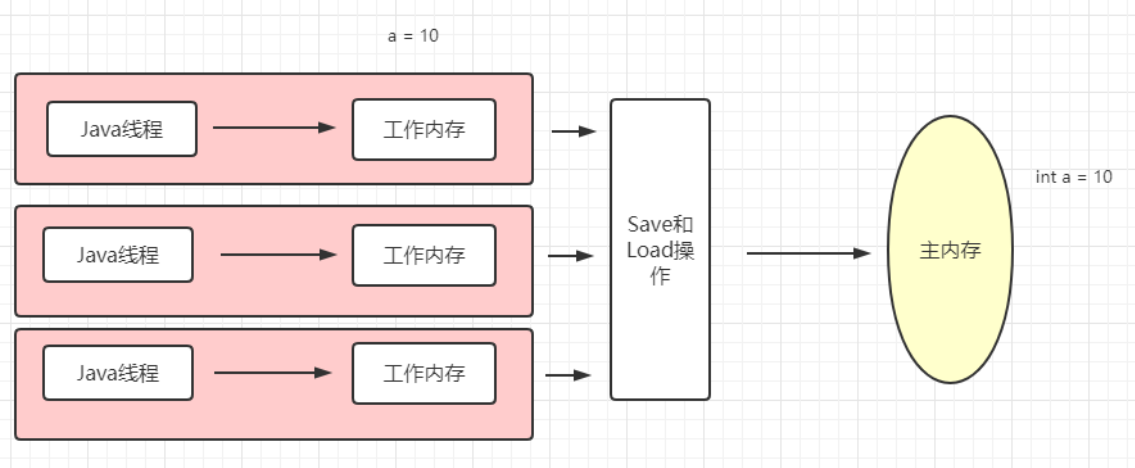 a = 10
Java线程
工作内存
int a = 10
Java线程
工作内存
Save和
Load操
作
主内存
Java线程
工作内存